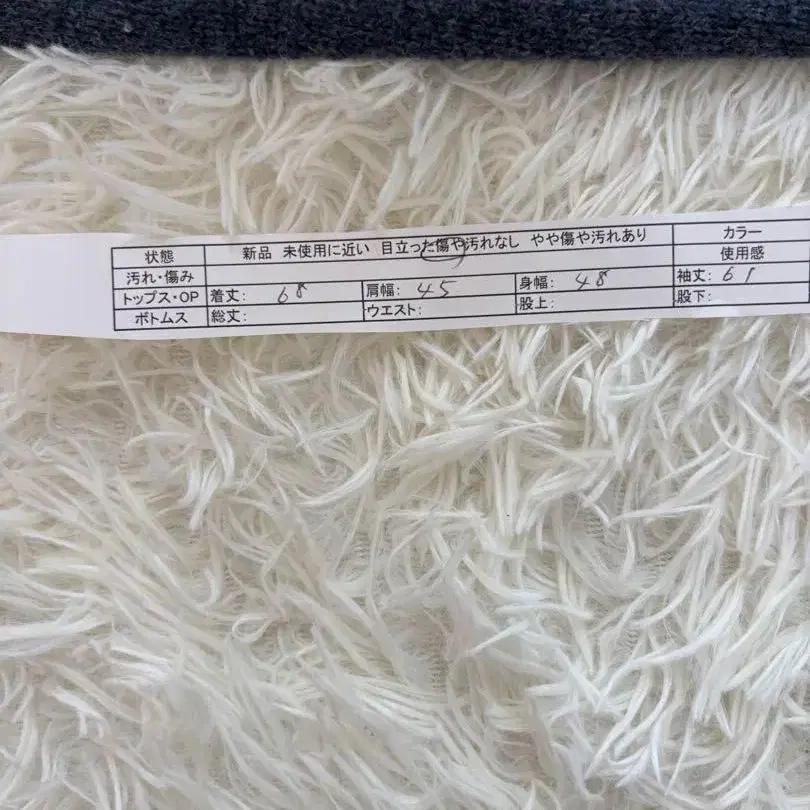 状態 新品 未使用に近い 目立った傷や汚れなし やや傷や汚れあり カラー
汚れ・傷み 使用感
トップス・OP 着丈: 68 肩幅: 45 身幅: 48 袖丈: 61
ボトムス 総丈: ウエスト: 股上: 股下: